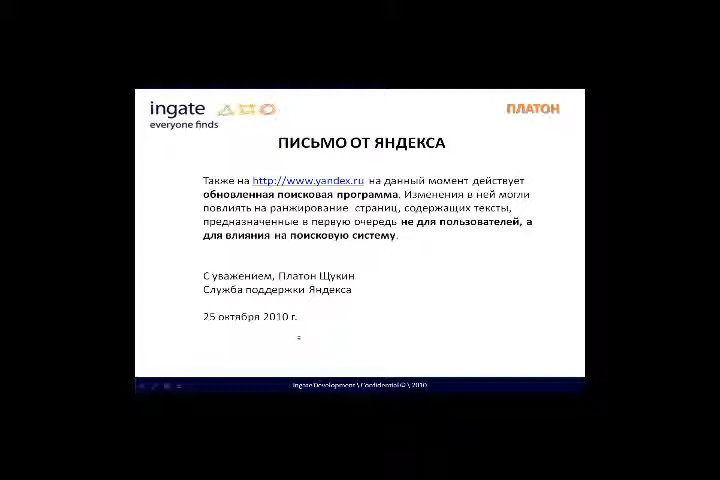 ingate
everyone finds
ПЛАТОН
ПИСЬМО ОТ ЯНДЕКСА
Также на http://www.yandex.ru на данный момент действует
обновленная поисковая программа. Изменения в ней могли
повлиять на ранжирование страниц, содержащих тексты,
предназначенные в первую очередь не для пользователей, а
для влияния на поисковую систему.
С уважением, Платон Щукин
Служба поддержки Яндекса
25 октября 2010 г.
Ingate Development \ Confidential © \ 2010